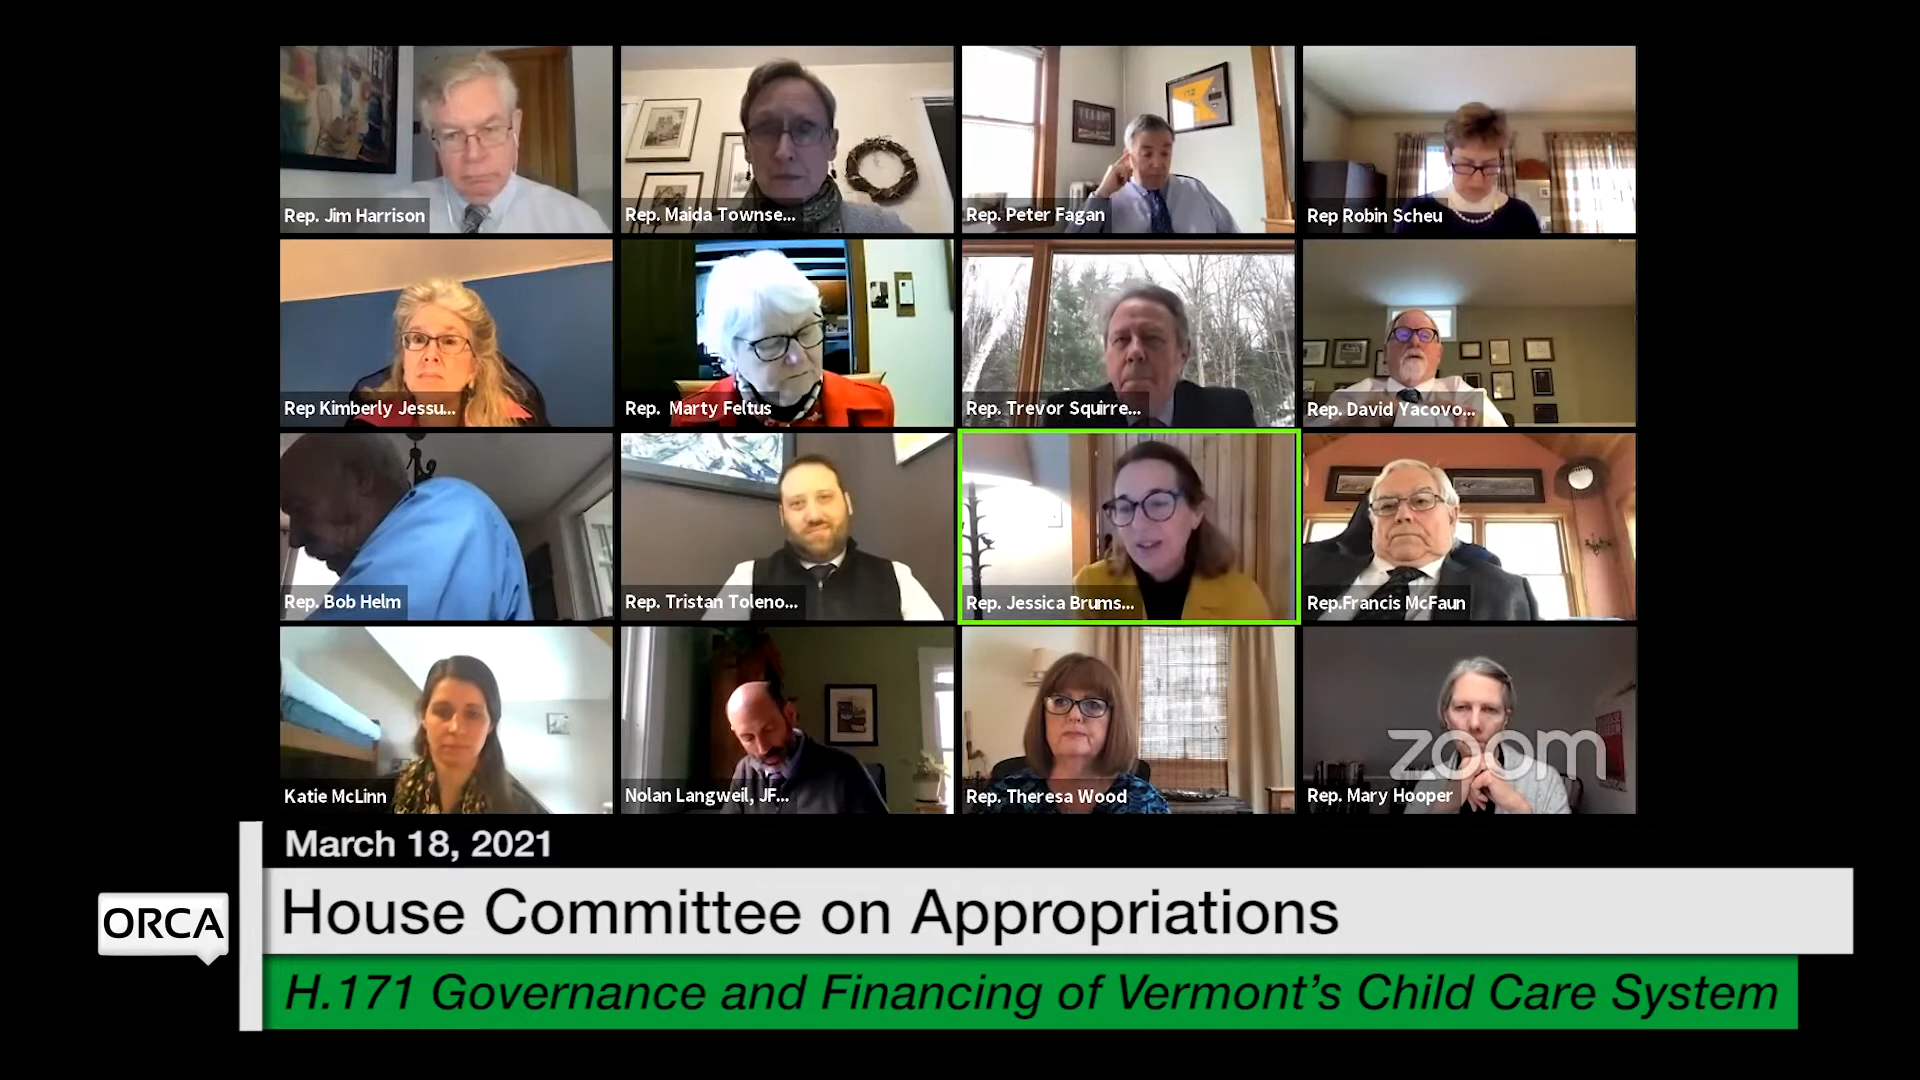 Rep. Jim Harrison
Rep. Maida Townse...
Rep. Peter Fagan
Rep Robin Scheu
Rep Kimberly Jessu...
Rep. Marty Feltus
Rep. Trevor Squirre...
Rep. David Yacovo...
Rep. Bob Helm
Rep. Tristan Toleno...
Rep. Jessica Brums...
Rep.Francis McFaun
Katie McLinn
Nolan Langweil, JF...
Rep. Theresa Wood
Rep. Mary Hooper
zoom
March 18, 2021
ORCA
House Committee on Appropriations
H.171 Governance and Financing of Vermont's Child Care System